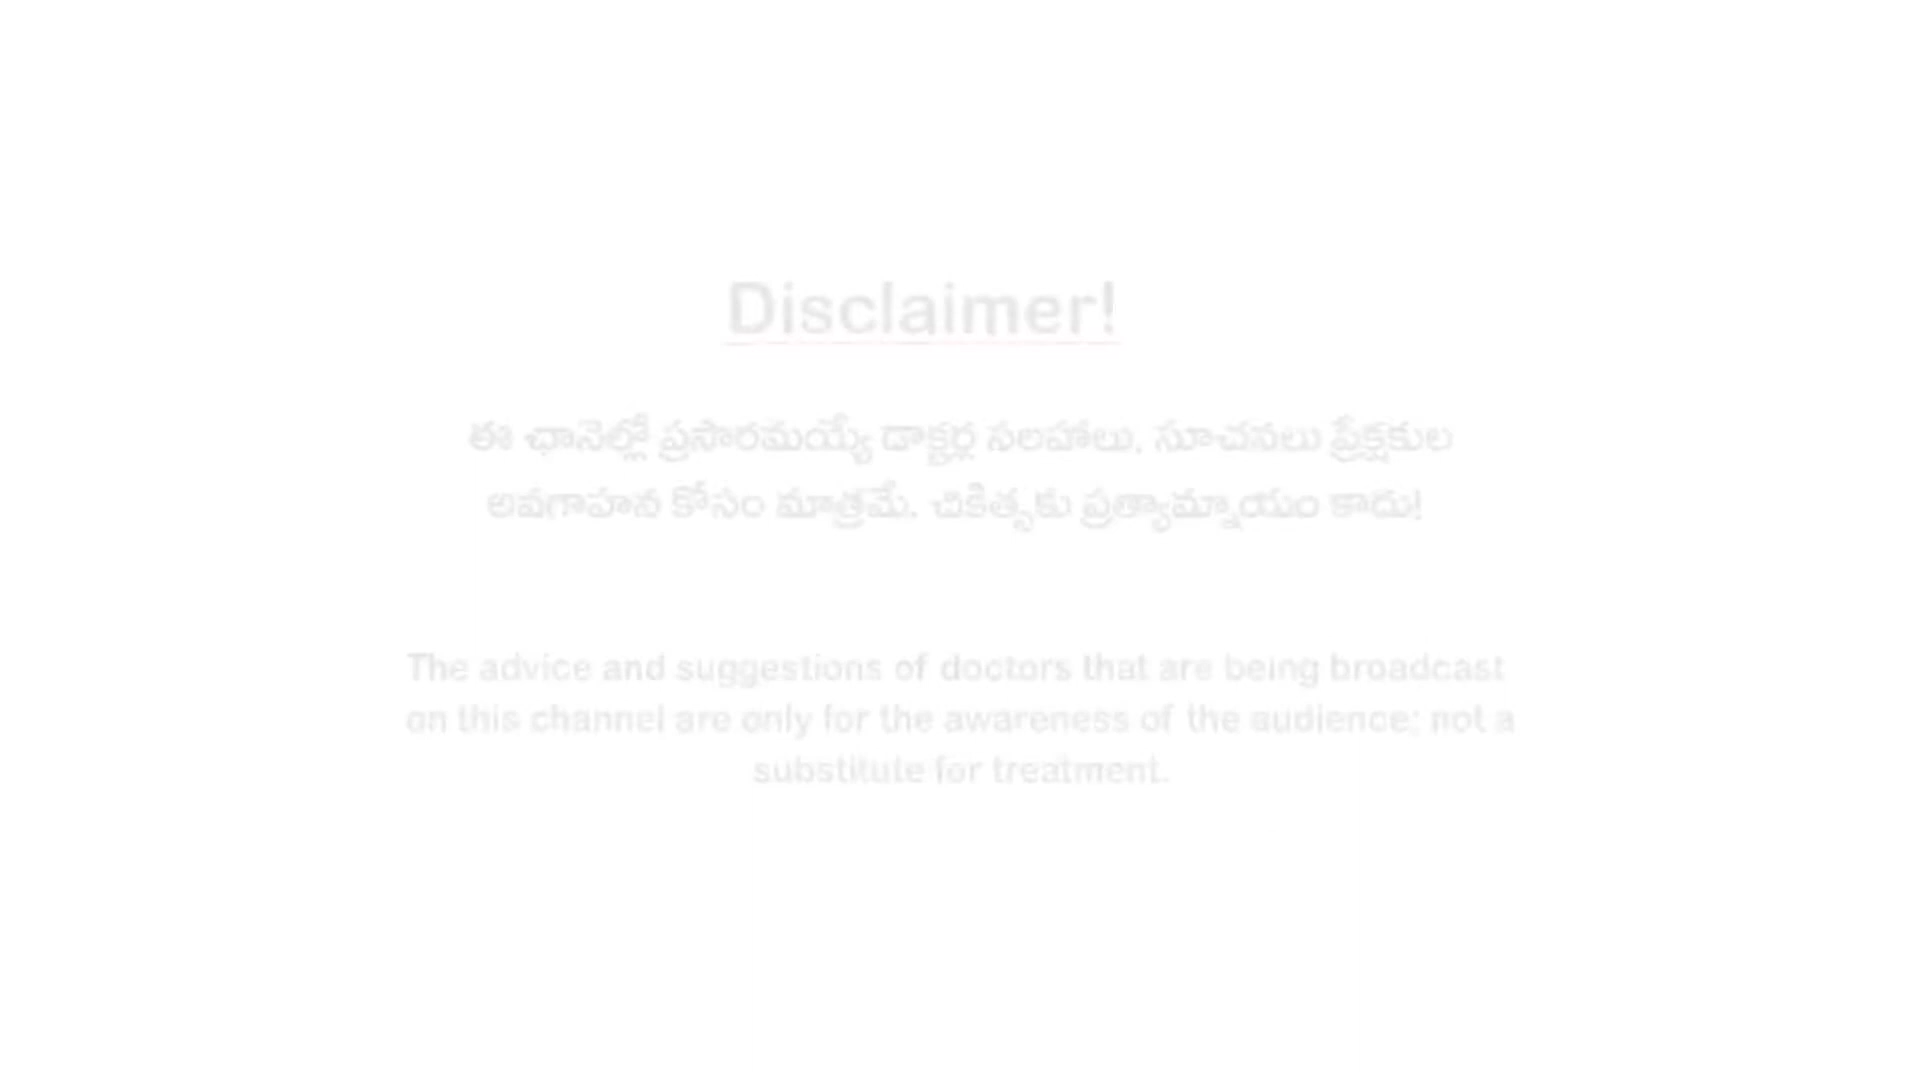 Disclaimer!
ఈ ఛానెల్లో ప్రసారమయ్యే డాక్టర్ల సలహాలు, సూచనలు ప్రేక్షకుల
అవగాహన కోసం మాత్రమే. చికిత్సకు ప్రత్యామ్నాయం కాదు!
The advice and suggestions of doctors that are being broadcast
on this channel are only for the awareness of the audience; not a
substitute for treatment.